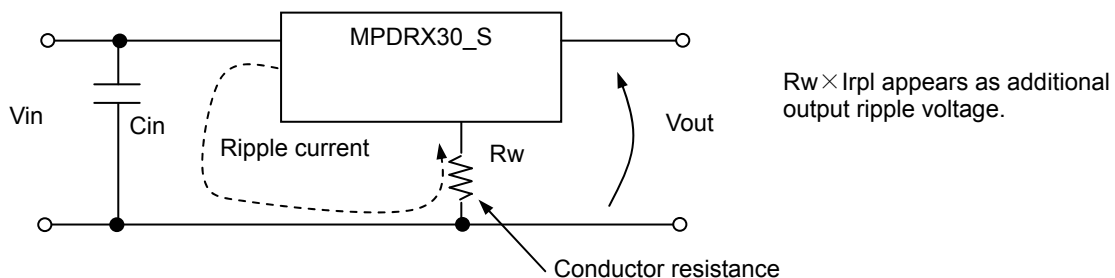 MPDRX30_S
Rw×Irpl appears as additional
output ripple voltage.
Vin
Cin
Vout
Ripple current
Rw
Conductor resistance